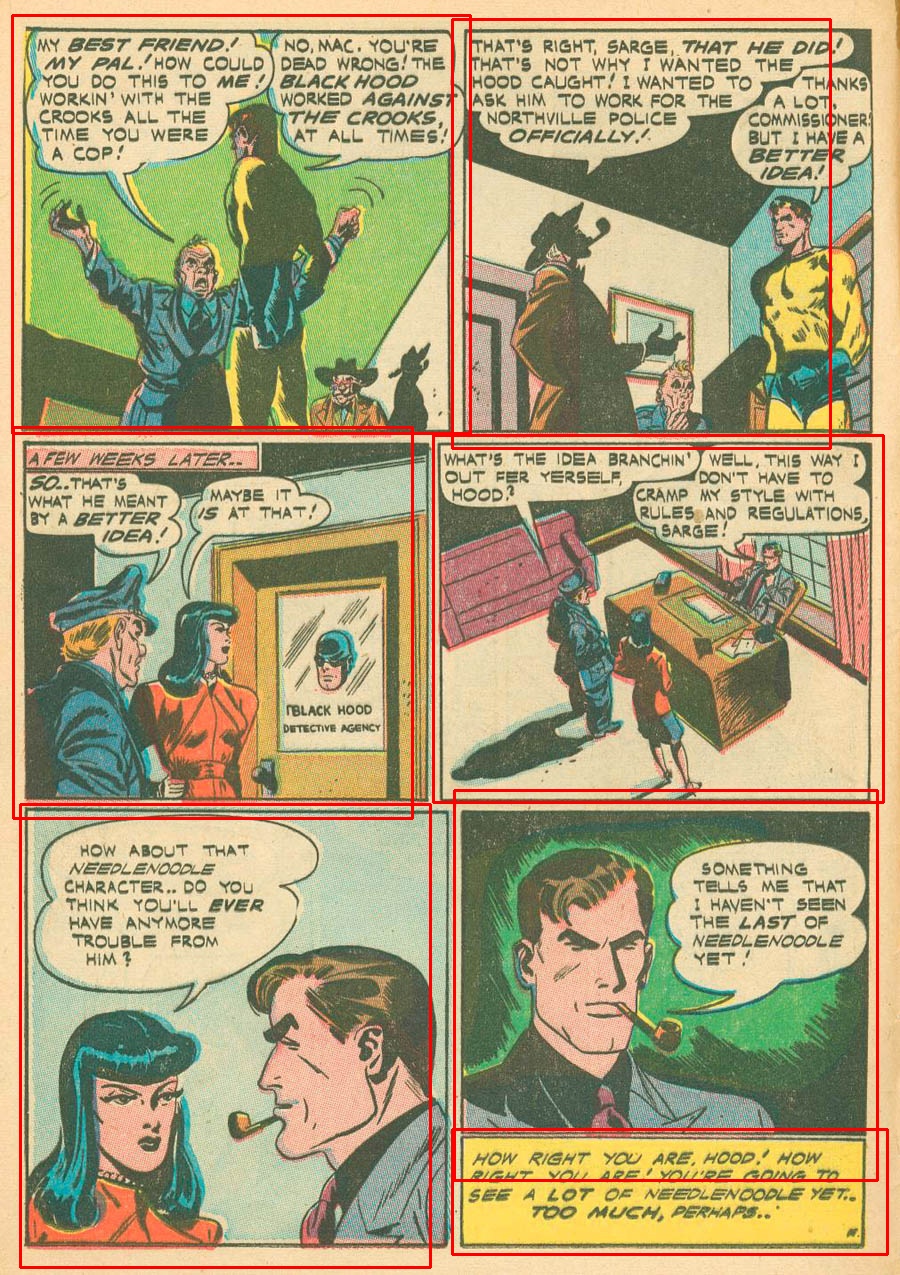 MY BEST FRIEND!
MY PAL! HOW COULD
YOU DO THIS TO ME!
WORKIN' WITH THE
CROOKS ALL THE
TIME YOU WERE
A COP!
NO, MAC. YOU'RE
DEAD WRONG! THE
BLACK HOOD
WORKED AGAINST
THE CROOKS,
AT ALL TIMES!
THAT'S RIGHT, SARGE, THAT HE DID!
THAT'S NOT WHY I WANTED THE
HOOD CAUGHT! I WANTED TO
ASK HIM TO WORK FOR THE
NORTHVILLE POLICE
OFFICIALLY!
THANKS
A LOT,
COMMISSIONER!
BUT I HAVE A
BETTER
IDEA!
A FEW WEEKS LATER..
SO..THAT'S
WHAT HE MEANT
BY A BETTER
IDEA!
MAYBE IT
IS AT THAT!
BLACK HOOD
DETECTIVE AGENCY
WHAT'S THE IDEA BRANCHIN'
OUT FER YERSELF,
HOOD?
WELL, THIS WAY I
DON'T HAVE TO
CRAMP MY STYLE WITH
RULES AND REGULATIONS,
SARGE!
HOW ABOUT THAT
NEEDLENOODLE
CHARACTER.. DO YOU
THINK YOU'LL EVER
HAVE ANYMORE
TROUBLE FROM
HIM?
SOMETHING
TELLS ME THAT
I HAVEN'T SEEN
THE LAST OF
NEEDLENOODLE
YET!
HOW RIGHT YOU ARE, HOOD! HOW
RIGHT YOU ARE! YOU'RE GOING TO
SEE A LOT OF NEEDLENOODLE YET..
TOO MUCH, PERHAPS..